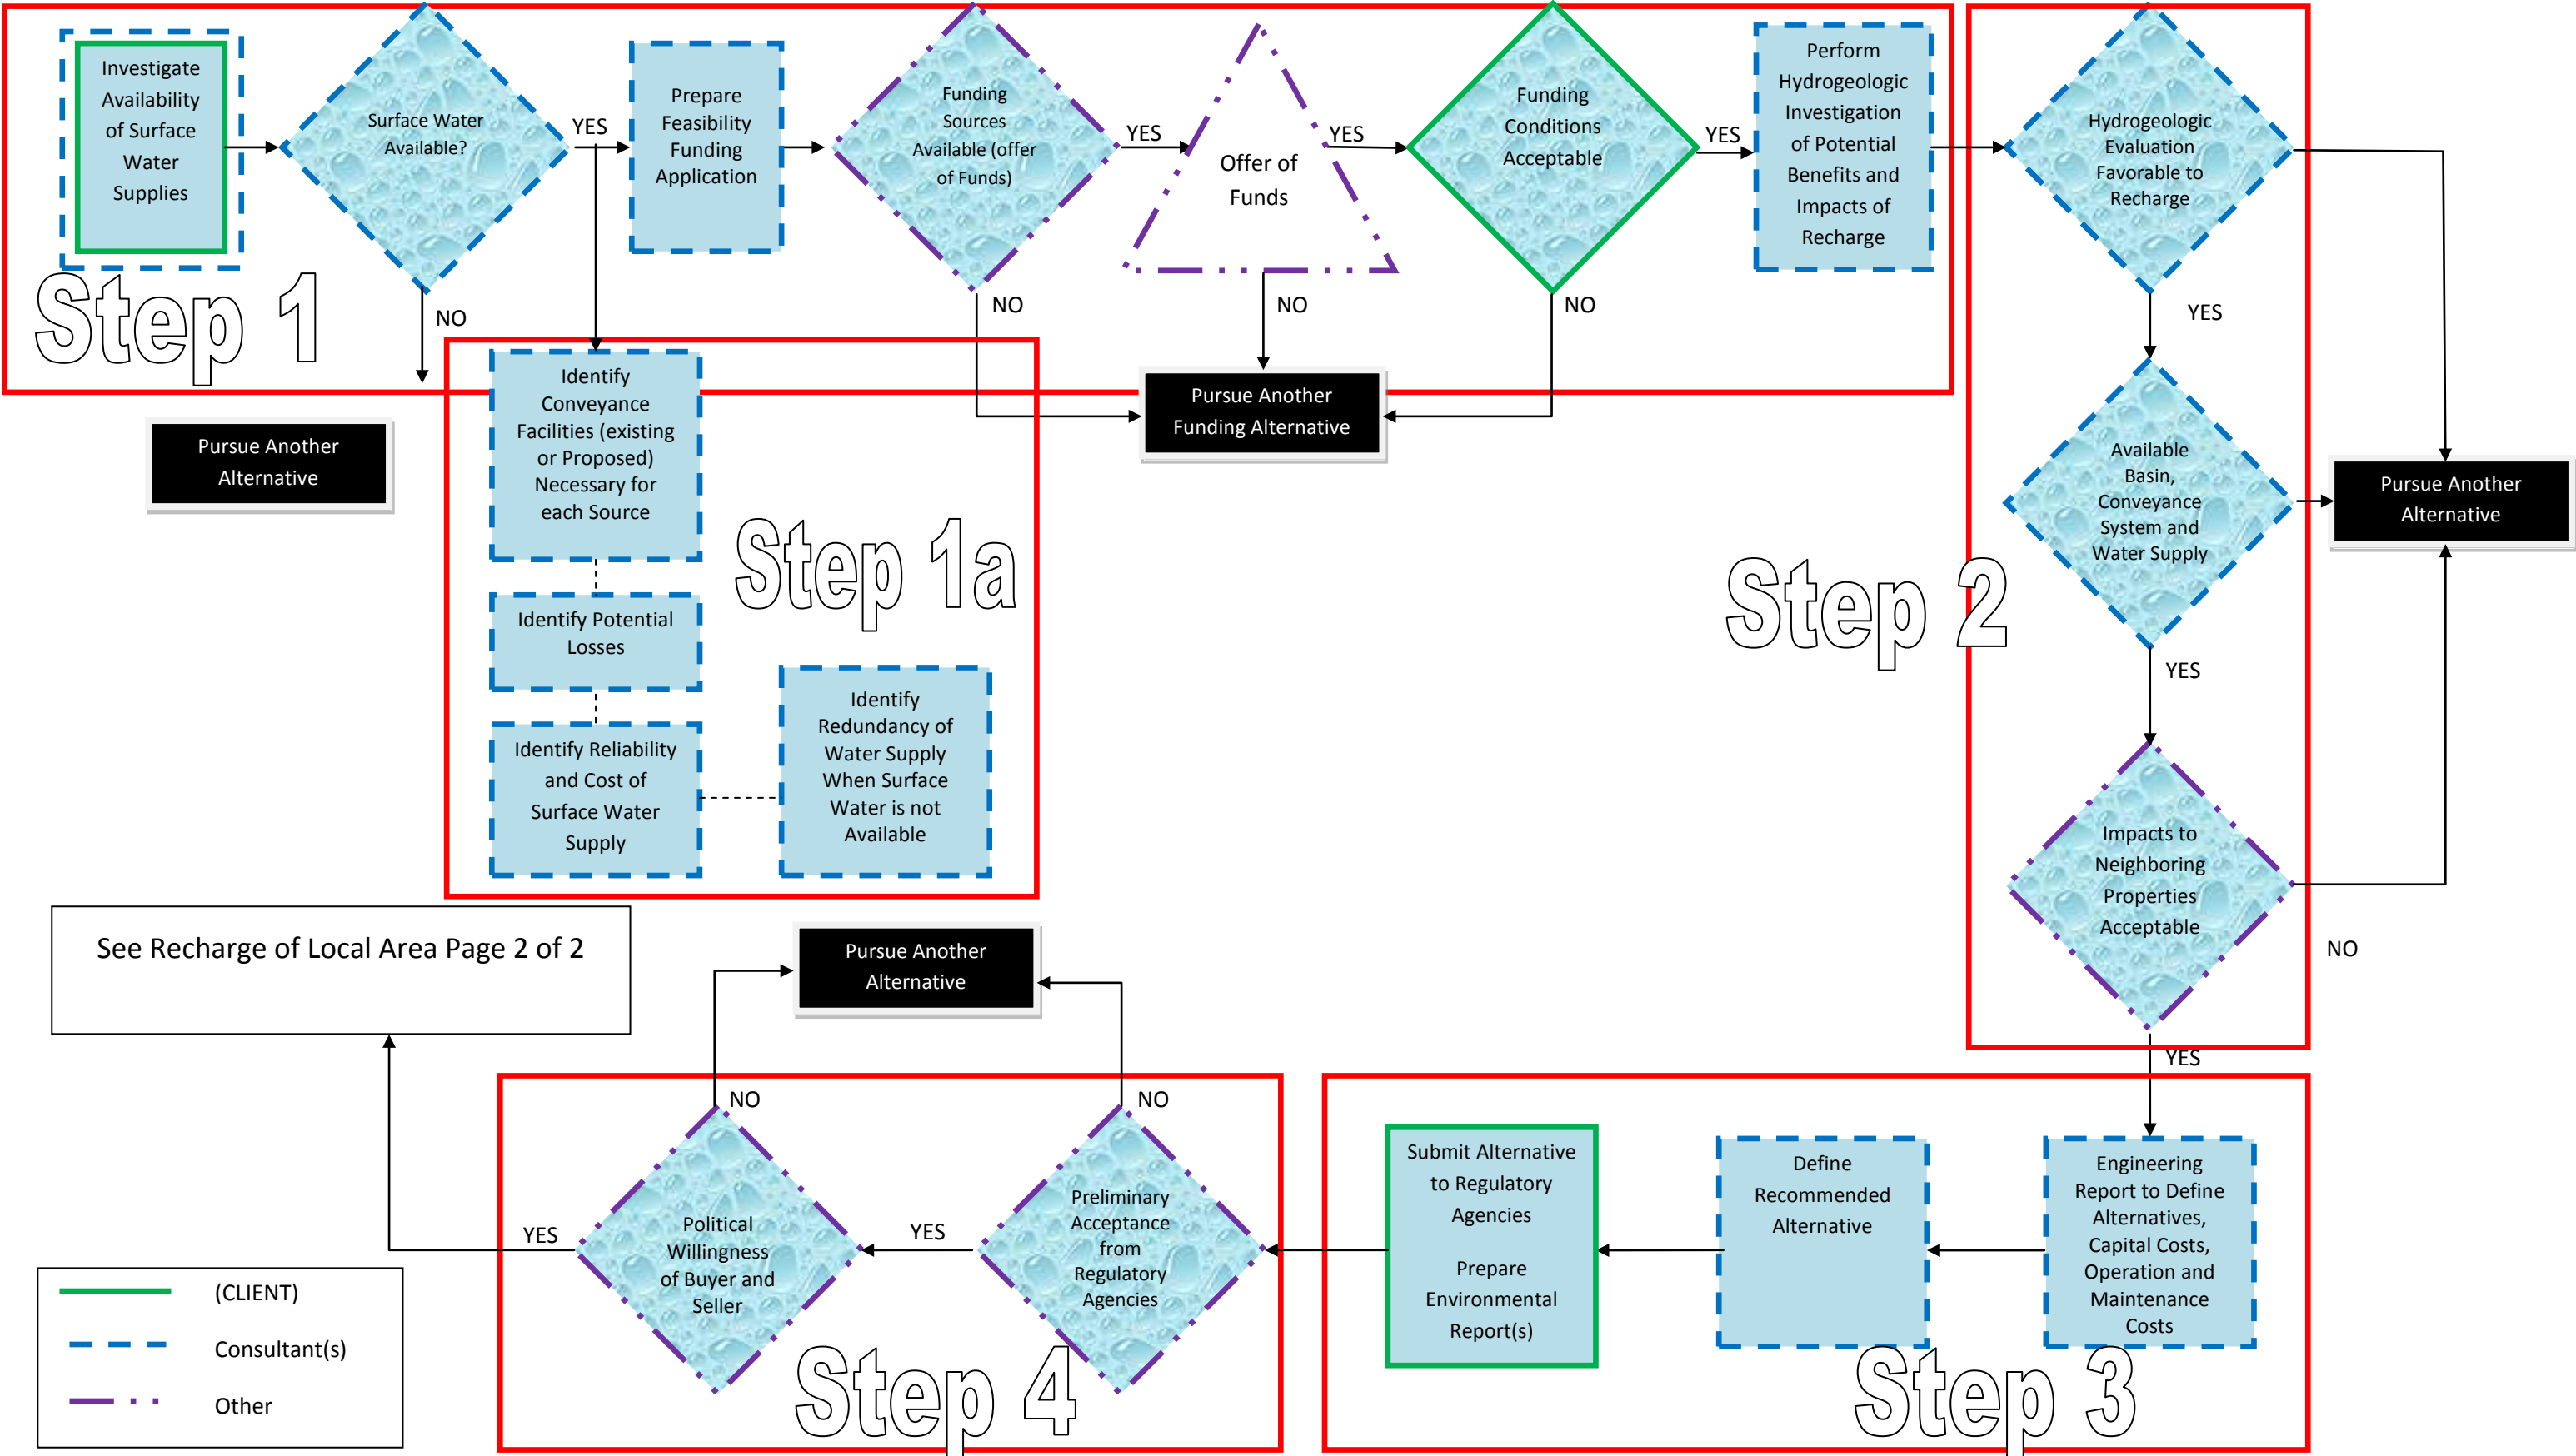 Investigate
Availability
of Surface
Water
Supplies
Surface Water
Available?
YES
NO
Prepare
Feasibility
Funding
Application
Funding
Sources
Available (offer
of Funds)
YES
NO
Offer of
Funds
YES
NO
Funding
Conditions
Acceptable
YES
NO
Perform
Hydrogeologic
Investigation
of Potential
Benefits and
Impacts of
Recharge
Step 1
Pursue Another
Alternative
Pursue Another
Funding Alternative
Identify
Conveyance
Facilities (existing
or Proposed)
Necessary for
each Source
Identify Potential
Losses
Identify Reliability
and Cost of
Surface Water
Supply
Identify
Redundancy of
Water Supply
When Surface
Water is not
Available
Step 1a
Hydrogeologic
Evaluation
Favorable to
Recharge
YES
Available
Basin,
Conveyance
System and
Water Supply
YES
Impacts to
Neighboring
Properties
Acceptable
NO
YES
Pursue Another
Alternative
Step 2
Engineering
Report to Define
Alternatives,
Capital Costs,
Operation and
Maintenance
Costs
Define
Recommended
Alternative
Submit Alternative
to Regulatory
Agencies
Prepare
Environmental
Report(s)
Step 3
Preliminary
Acceptance
from
Regulatory
Agencies
NO
YES
Political
Willingness
of Buyer and
Seller
NO
YES
Step 4
Pursue Another
Alternative
See Recharge of Local Area Page 2 of 2
(CLIENT)
Consultant(s)
Other